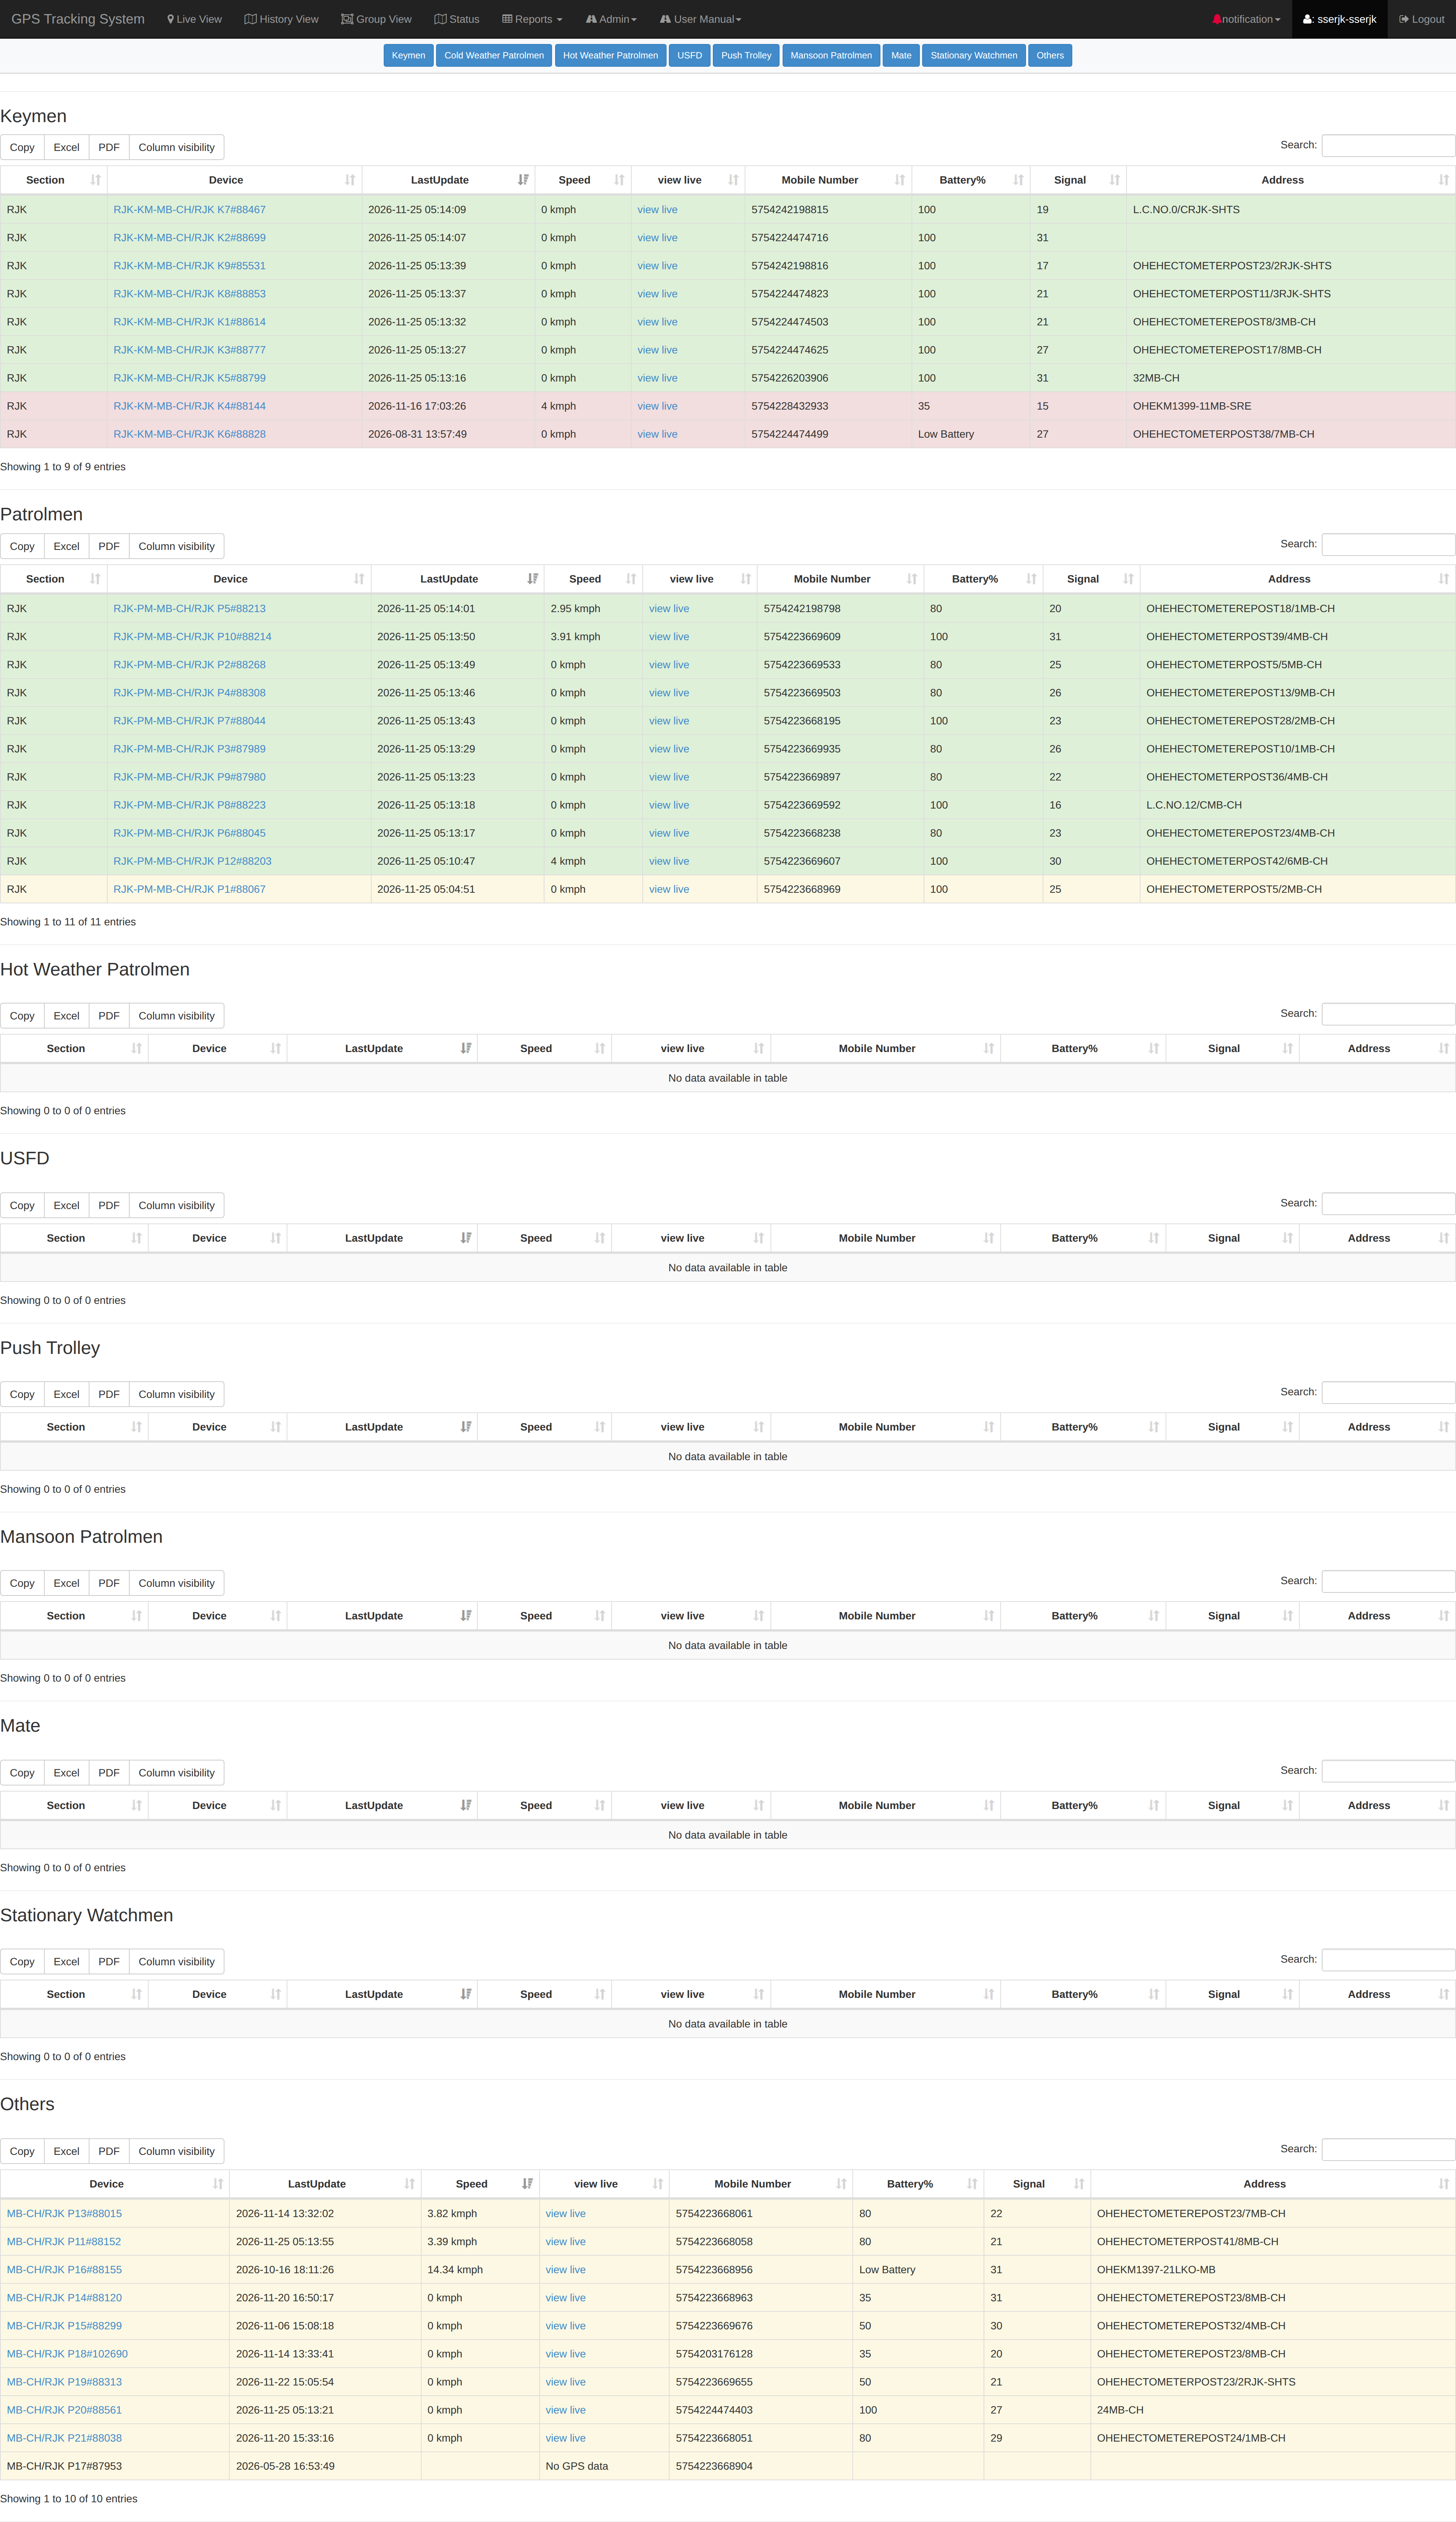 GPS Tracking System Live View History View Group View Status Reports Admin User Manual notification : sserjk-sserjk Logout
Keymen Cold Weather Patrolmen Hot Weather Patrolmen USFD Push Trolley Mansoon Patrolmen Mate Stationary Watchmen Others
Keymen
Copy Excel PDF Column visibility Search:
Section Device LastUpdate Speed view live Mobile Number Battery% Signal Address
RJK RJK-KM-MB-CH/RJK K7#88467 2026-11-25 05:14:09 0 kmph view live 5754242198815 100 19 L.C.NO.0/CRJK-SHTS
RJK RJK-KM-MB-CH/RJK K2#88699 2026-11-25 05:14:07 0 kmph view live 5754224474716 100 31
RJK RJK-KM-MB-CH/RJK K9#85531 2026-11-25 05:13:39 0 kmph view live 5754242198816 100 17 OHEHECTOMETERPOST23/2RJK-SHTS
RJK RJK-KM-MB-CH/RJK K8#88853 2026-11-25 05:13:37 0 kmph view live 5754224474823 100 21 OHEHECTOMETERPOST11/3RJK-SHTS
RJK RJK-KM-MB-CH/RJK K1#88614 2026-11-25 05:13:32 0 kmph view live 5754224474503 100 21 OHEHECTOMETEREPOST8/3MB-CH
RJK RJK-KM-MB-CH/RJK K3#88777 2026-11-25 05:13:27 0 kmph view live 5754224474625 100 27 OHEHECTOMETEREPOST17/8MB-CH
RJK RJK-KM-MB-CH/RJK K5#88799 2026-11-25 05:13:16 0 kmph view live 5754226203906 100 31 32MB-CH
RJK RJK-KM-MB-CH/RJK K4#88144 2026-11-16 17:03:26 4 kmph view live 5754228432933 35 15 OHEKM1399-11MB-SRE
RJK RJK-KM-MB-CH/RJK K6#88828 2026-08-31 13:57:49 0 kmph view live 5754224474499 Low Battery 27 OHEHECTOMETERPOST38/7MB-CH
Showing 1 to 9 of 9 entries
Patrolmen
Copy Excel PDF Column visibility Search:
Section Device LastUpdate Speed view live Mobile Number Battery% Signal Address
RJK RJK-PM-MB-CH/RJK P5#88213 2026-11-25 05:14:01 2.95 kmph view live 5754242198798 80 20 OHEHECTOMETEREPOST18/1MB-CH
RJK RJK-PM-MB-CH/RJK P10#88214 2026-11-25 05:13:50 3.91 kmph view live 5754223669609 100 31 OHEHECTOMETERPOST39/4MB-CH
RJK RJK-PM-MB-CH/RJK P2#88268 2026-11-25 05:13:49 0 kmph view live 5754223669533 80 25 OHEHECTOMETERPOST5/5MB-CH
RJK RJK-PM-MB-CH/RJK P4#88308 2026-11-25 05:13:46 0 kmph view live 5754223669503 80 26 OHEHECTOMETEREPOST13/9MB-CH
RJK RJK-PM-MB-CH/RJK P7#88044 2026-11-25 05:13:43 0 kmph view live 5754223668195 100 23 OHEHECTOMETEREPOST28/2MB-CH
RJK RJK-PM-MB-CH/RJK P3#87989 2026-11-25 05:13:29 0 kmph view live 5754223669935 80 26 OHEHECTOMETEREPOST10/1MB-CH
RJK RJK-PM-MB-CH/RJK P9#87980 2026-11-25 05:13:23 0 kmph view live 5754223669897 80 22 OHEHECTOMETERPOST36/4MB-CH
RJK RJK-PM-MB-CH/RJK P8#88223 2026-11-25 05:13:18 0 kmph view live 5754223669592 100 16 L.C.NO.12/CMB-CH
RJK RJK-PM-MB-CH/RJK P6#88045 2026-11-25 05:13:17 0 kmph view live 5754223668238 80 23 OHEHECTOMETEREPOST23/4MB-CH
RJK RJK-PM-MB-CH/RJK P12#88203 2026-11-25 05:10:47 4 kmph view live 5754223669607 100 30 OHEHECTOMETERPOST42/6MB-CH
RJK RJK-PM-MB-CH/RJK P1#88067 2026-11-25 05:04:51 0 kmph view live 5754223668969 100 25 OHEHECTOMETERPOST5/2MB-CH
Showing 1 to 11 of 11 entries
Hot Weather Patrolmen
Copy Excel PDF Column visibility Search:
Section Device LastUpdate Speed view live Mobile Number Battery% Signal Address
No data available in table
Showing 0 to 0 of 0 entries
USFD
Copy Excel PDF Column visibility Search:
Section Device LastUpdate Speed view live Mobile Number Battery% Signal Address
No data available in table
Showing 0 to 0 of 0 entries
Push Trolley
Copy Excel PDF Column visibility Search:
Section Device LastUpdate Speed view live Mobile Number Battery% Signal Address
No data available in table
Showing 0 to 0 of 0 entries
Mansoon Patrolmen
Copy Excel PDF Column visibility Search:
Section Device LastUpdate Speed view live Mobile Number Battery% Signal Address
No data available in table
Showing 0 to 0 of 0 entries
Mate
Copy Excel PDF Column visibility Search:
Section Device LastUpdate Speed view live Mobile Number Battery% Signal Address
No data available in table
Showing 0 to 0 of 0 entries
Stationary Watchmen
Copy Excel PDF Column visibility Search:
Section Device LastUpdate Speed view live Mobile Number Battery% Signal Address
No data available in table
Showing 0 to 0 of 0 entries
Others
Copy Excel PDF Column visibility Search:
Device LastUpdate Speed view live Mobile Number Battery% Signal Address
MB-CH/RJK P13#88015 2026-11-14 13:32:02 3.82 kmph view live 5754223668061 80 22 OHEHECTOMETEREPOST23/7MB-CH
MB-CH/RJK P11#88152 2026-11-25 05:13:55 3.39 kmph view live 5754223668058 80 21 OHEHECTOMETERPOST41/8MB-CH
MB-CH/RJK P16#88155 2026-10-16 18:11:26 14.34 kmph view live 5754223668956 Low Battery 31 OHEKM1397-21LKO-MB
MB-CH/RJK P14#88120 2026-11-20 16:50:17 0 kmph view live 5754223668963 35 31 OHEHECTOMETEREPOST23/8MB-CH
MB-CH/RJK P15#88299 2026-11-06 15:08:18 0 kmph view live 5754223669676 50 30 OHEHECTOMETEREPOST32/4MB-CH
MB-CH/RJK P18#102690 2026-11-14 13:33:41 0 kmph view live 5754203176128 35 20 OHEHECTOMETEREPOST23/8MB-CH
MB-CH/RJK P19#88313 2026-11-22 15:05:54 0 kmph view live 5754223669655 50 21 OHEHECTOMETERPOST23/2RJK-SHTS
MB-CH/RJK P20#88561 2026-11-25 05:13:21 0 kmph view live 5754224474403 100 27 24MB-CH
MB-CH/RJK P21#88038 2026-11-20 15:33:16 0 kmph view live 5754223668051 80 29 OHEHECTOMETEREPOST24/1MB-CH
MB-CH/RJK P17#87953 2026-05-28 16:53:49 No GPS data 5754223668904
Showing 1 to 10 of 10 entries